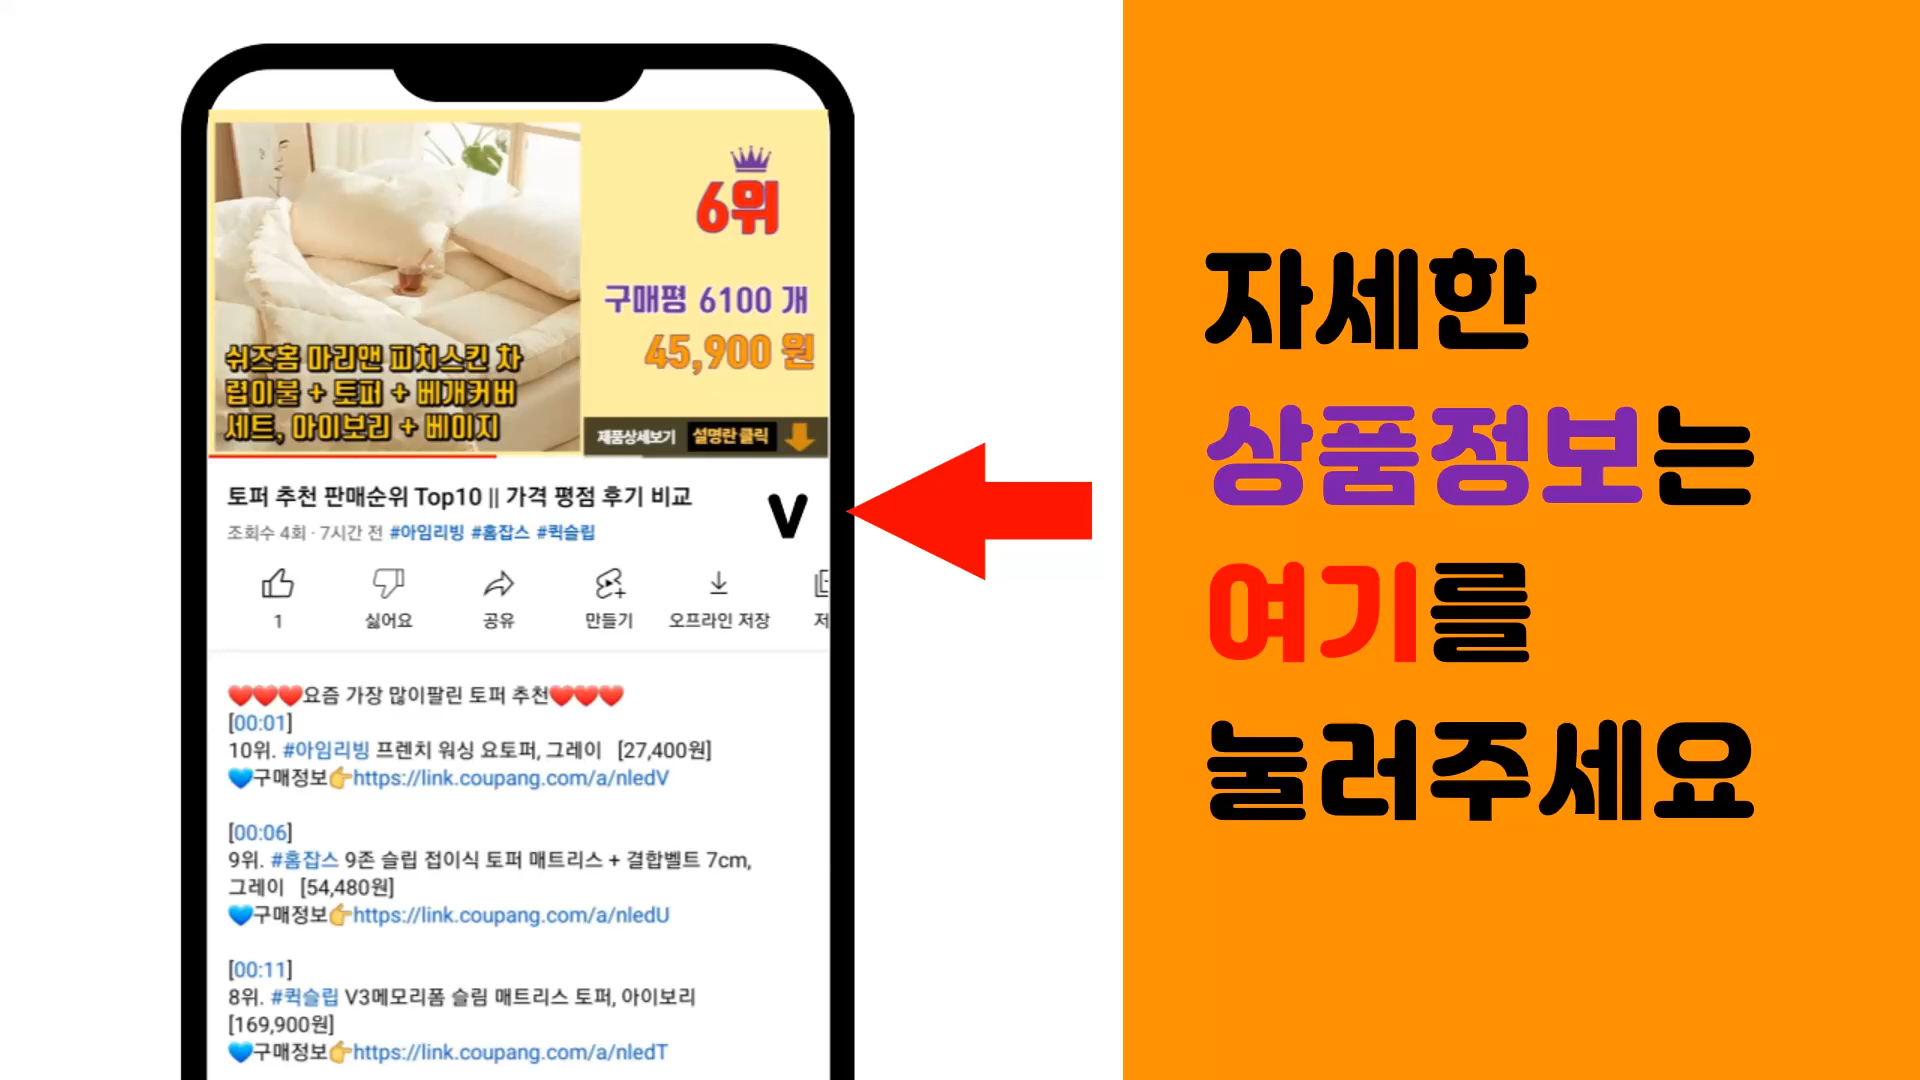 6위
구매평 6100 개
45,900 원
쉬즈홈 마리앤 피치스킨 차
렵이불 + 토퍼 + 베개커버
세트, 아이보리 + 베이지
제품상세보기 설명란 클릭
토퍼 추천 판매순위 Top10 || 가격 평점 후기 비교
V
조회수 4회 · 7시간 전 #아임리빙 #홈잡스 #퀵슬립
1 싫어요 공유 만들기 오프라인 저장 저
❤️❤️❤️요즘 가장 많이팔린 토퍼 추천❤️❤️❤️
[00:01]
10위. #아임리빙 프렌치 워싱 요토퍼, 그레이 [27,400원]
💙구매정보👉https://link.coupang.com/a/nledV
[00:06]
9위. #홈잡스 9존 슬립 접이식 토퍼 매트리스 + 결합벨트 7cm,
그레이 [54,480원]
💙구매정보👉https://link.coupang.com/a/nledU
[00:11]
8위. #퀵슬립 V3메모리폼 슬림 매트리스 토퍼, 아이보리
[169,900원]
💙구매정보👉https://link.coupang.com/a/nledT
자세한
상품정보는
여기를
눌러주세요